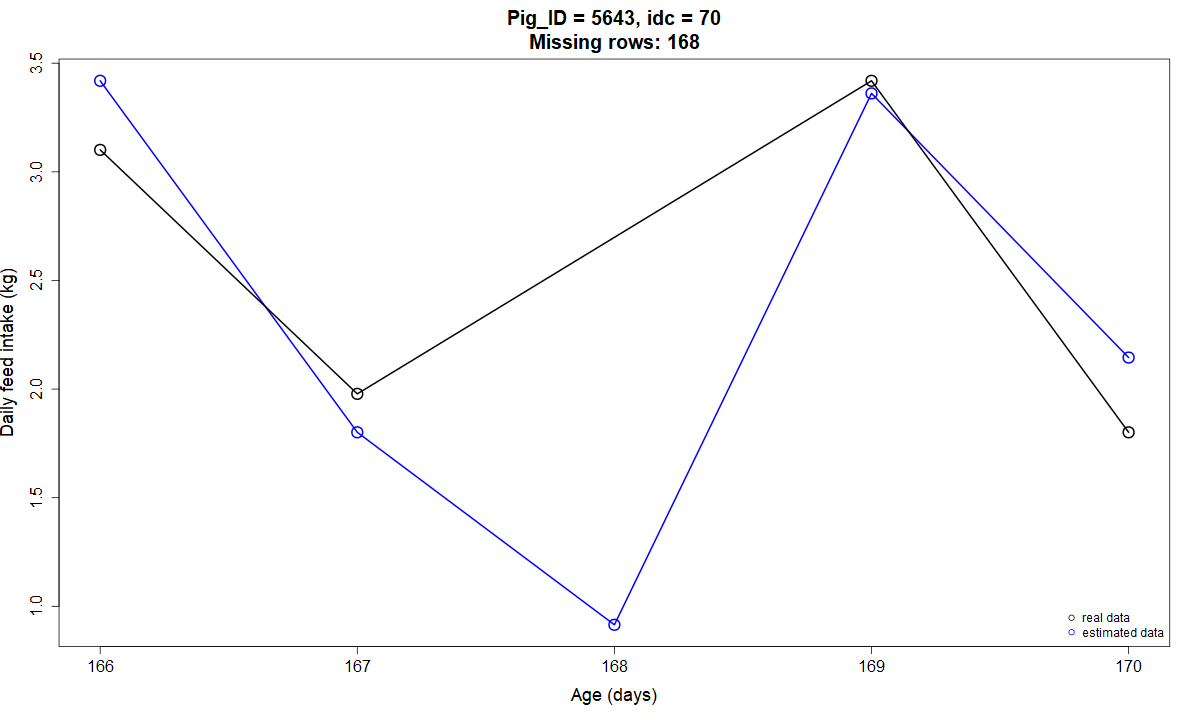 Pig_ID = 5643, idc = 70
Missing rows: 168
Daily feed intake (kg)
3.5
3.0
2.5
2.0
1.5
1.0
real data
estimated data
166 167 168 169 170
Age (days)